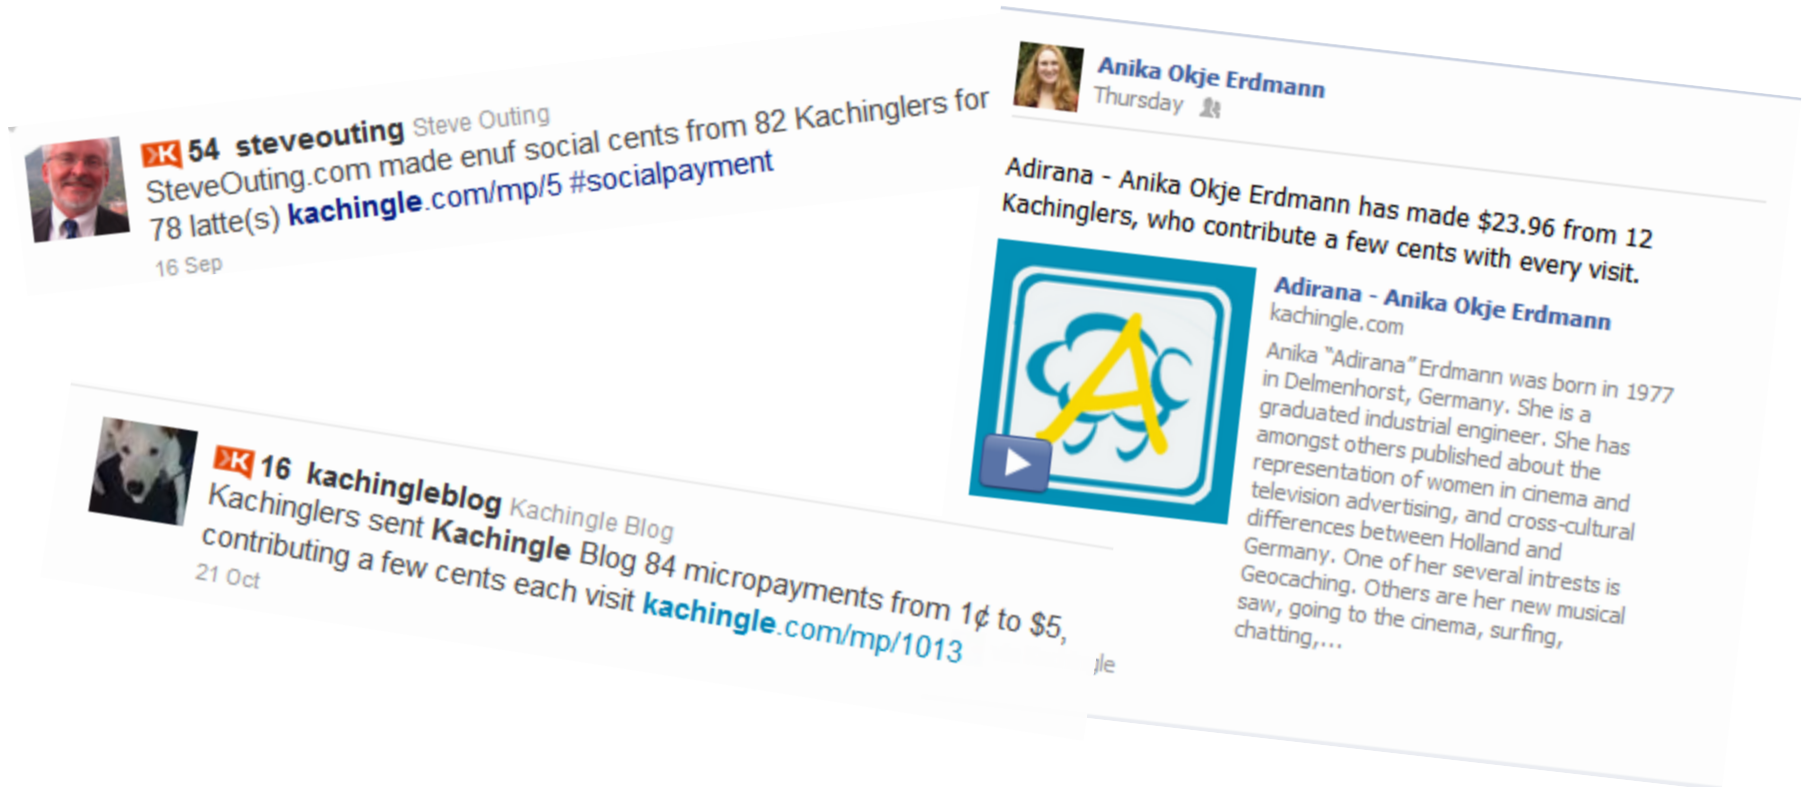 54 steveouting Steve Outing
SteveOuting.com made enuf social cents from 82 Kachinglers for
78 latte(s) kachingle.com/mp/5 #socialpayment
16 Sep
16 kachingleblog Kachingle Blog
Kachinglers sent Kachingle Blog 84 micropayments from 1¢ to $5,
contributing a few cents each visit kachingle.com/mp/1013
21 Oct
Anika Okje Erdmann
Thursday
Adirana - Anika Okje Erdmann has made $23.96 from 12
Kachinglers, who contribute a few cents with every visit.
A
Adirana - Anika Okje Erdmann
kachingle.com
Anika “Adirana” Erdmann was born in 1977
in Delmenhorst, Germany. She is a
graduated industrial engineer. She has
amongst others published about the
representation of women in cinema and
television advertising, and cross-cultural
differences between Holland and
Germany. One of her several intrests is
Geocaching. Others are her new musical
saw, going to the cinema, surfing,
chatting,...